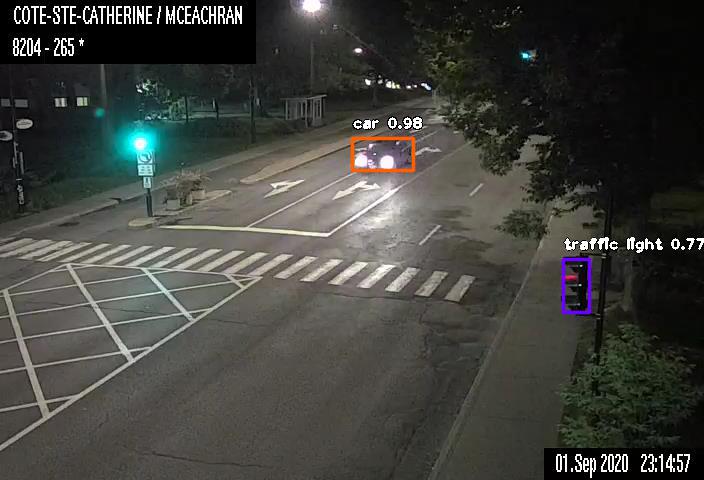 COTE-STE-CATHERINE / MCEACHRAN
8204 - 265 *
car 0.98
traffic light 0.77
01.Sep 2020 23:14:57